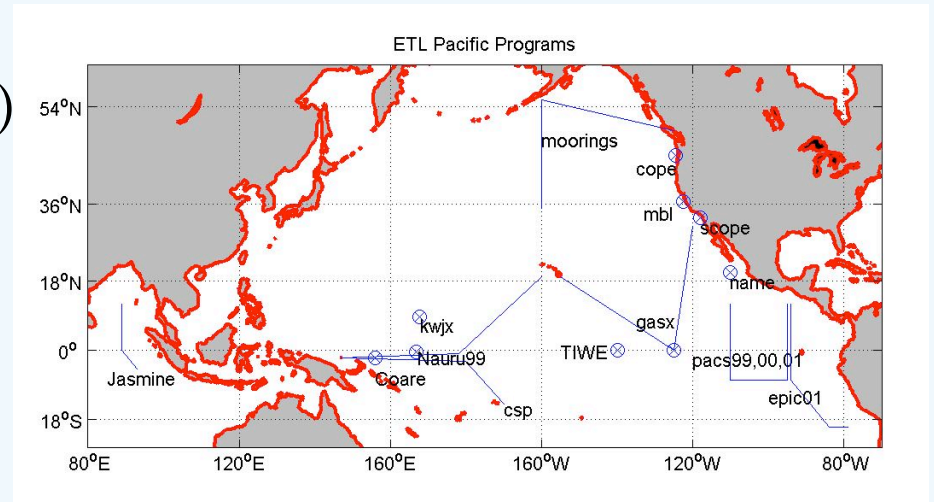 ETL Pacific Programs
)
54°N
moorings
cope
36°N
mbl
scope
18°N
name
kwjx
gasx
0°
Nauru99
TIWE
pacs99,00,01
Jasmine
Coare
epic01
csp
18°S
80°E
120°E
160°E
160°W
120°W
80°W